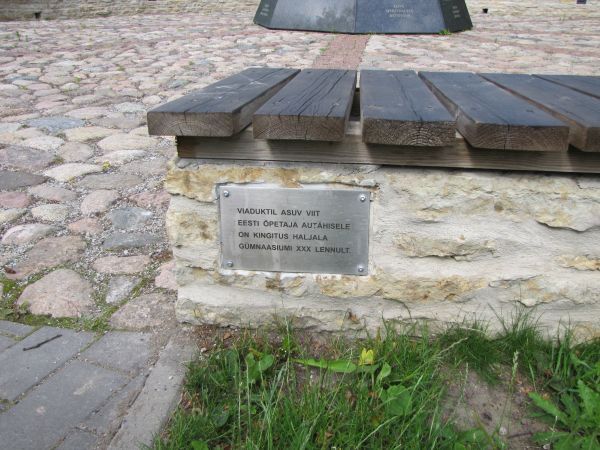 VIADUKTIL ASUV VIIT
EESTI ÕPETAJA AUTÄHISELE
ON KINGITUS HALJALA
GÜMNAASIUMI XXX LENNULT.